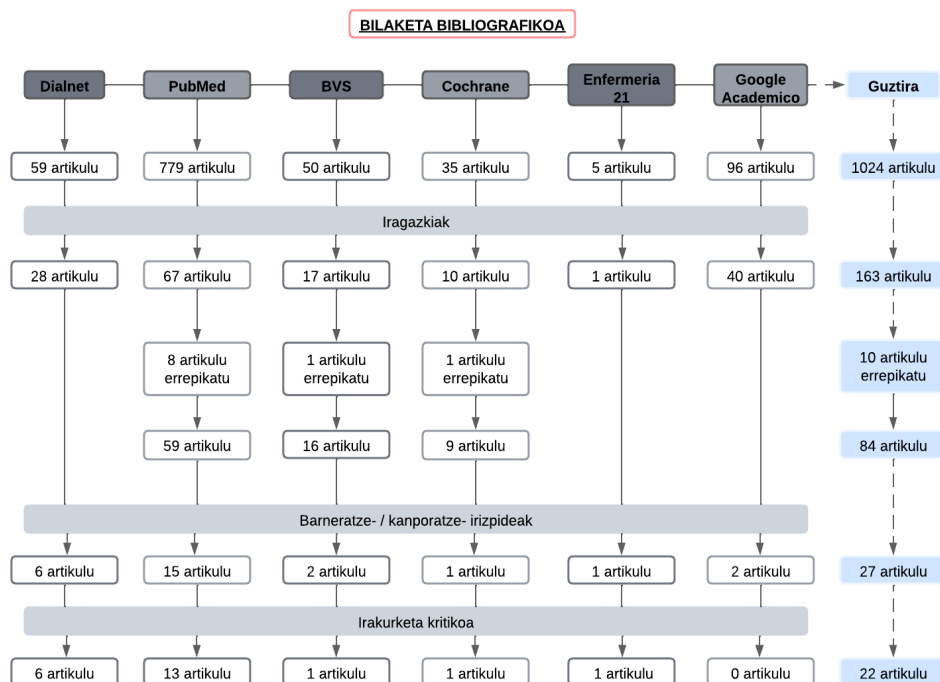 BILAKETA BIBLIOGRAFIKOA
Dialnet
PubMed
BVS
Cochrane
Enfermeria
21
Google
Academico
Guztira
59 artikulu
779 artikulu
50 artikulu
35 artikulu
5 artikulu
96 artikulu
1024 artikulu
Iragazkiak
28 artikulu
67 artikulu
17 artikulu
10 artikulu
1 artikulu
40 artikulu
163 artikulu
8 artikulu
errepikatu
1 artikulu
errepikatu
1 artikulu
errepikatu
10 artikulu
errepikatu
59 artikulu
16 artikulu
9 artikulu
84 artikulu
Barneratze- / kanporatze- irizpideak
6 artikulu
15 artikulu
2 artikulu
1 artikulu
1 artikulu
2 artikulu
27 artikulu
Irakurketa kritikoa
6 artikulu
13 artikulu
1 artikulu
1 artikulu
1 artikulu
0 artikulu
22 artikulu